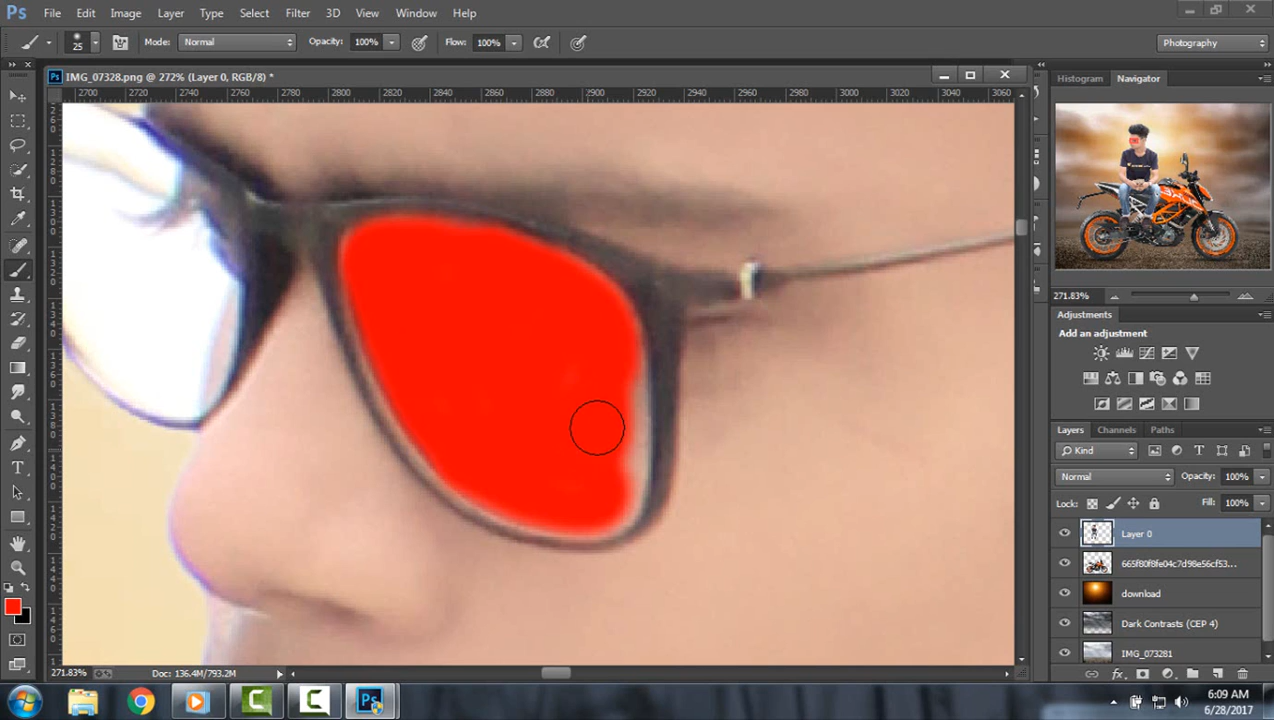 Ps File Edit Image Layer Type Select Filter 3D View Window Help
25 Mode: Normal Opacity: 100% Flow: 100% Photography
IMG_07328.png @ 272% (Layer 0, RGB/8) *
2700 2720 2740 2760 2780 2800 2820 2840 2860 2880 2900 2920 2940 2960 2980 3000 3020 3040 3060
Histogram Navigator
271.83%
Adjustments
Add an adjustment
Layers Channels Paths
Kind
Normal Opacity: 100%
Lock: Fill: 100%
Layer 0
665f80f8fe04c7d98e56cf53...
download
Dark Contrasts (CEP 4)
IMG_073281
271.83% Doc: 136.4M/793.2M
6:09 AM
6/28/2017